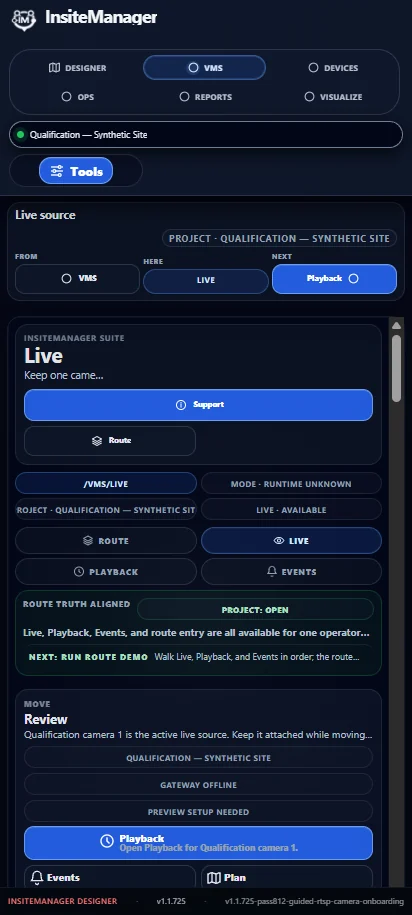 InsiteManager
DESIGNER VMS DEVICES
OPS REPORTS VISUALIZE
Qualification — Synthetic Site
Tools
Live source
PROJECT · QUALIFICATION — SYNTHETIC SITE
FROM HERE NEXT
VMS LIVE Playback
INSITEMANAGER SUITE
Live
Keep one came...
Support
Route
/VMS/LIVE MODE · RUNTIME UNKNOWN
ROJECT · QUALIFICATION — SYNTHETIC SIT LIVE · AVAILABLE
ROUTE LIVE
PLAYBACK EVENTS
ROUTE TRUTH ALIGNED PROJECT: OPEN
Live, Playback, Events, and route entry are all available for one operator...
NEXT: RUN ROUTE DEMO Walk Live, Playback, and Events in order; the route...
MOVE
Review
Qualification camera 1 is the active live source. Keep it attached while moving...
QUALIFICATION — SYNTHETIC SITE
GATEWAY OFFLINE
PREVIEW SETUP NEEDED
Playback
Open Playback for Qualification camera 1.
Events Plan
INSITEMANAGER DESIGNER · v1.1.725 · v1.1.725-pass812-guided-rtsp-camera-onboarding